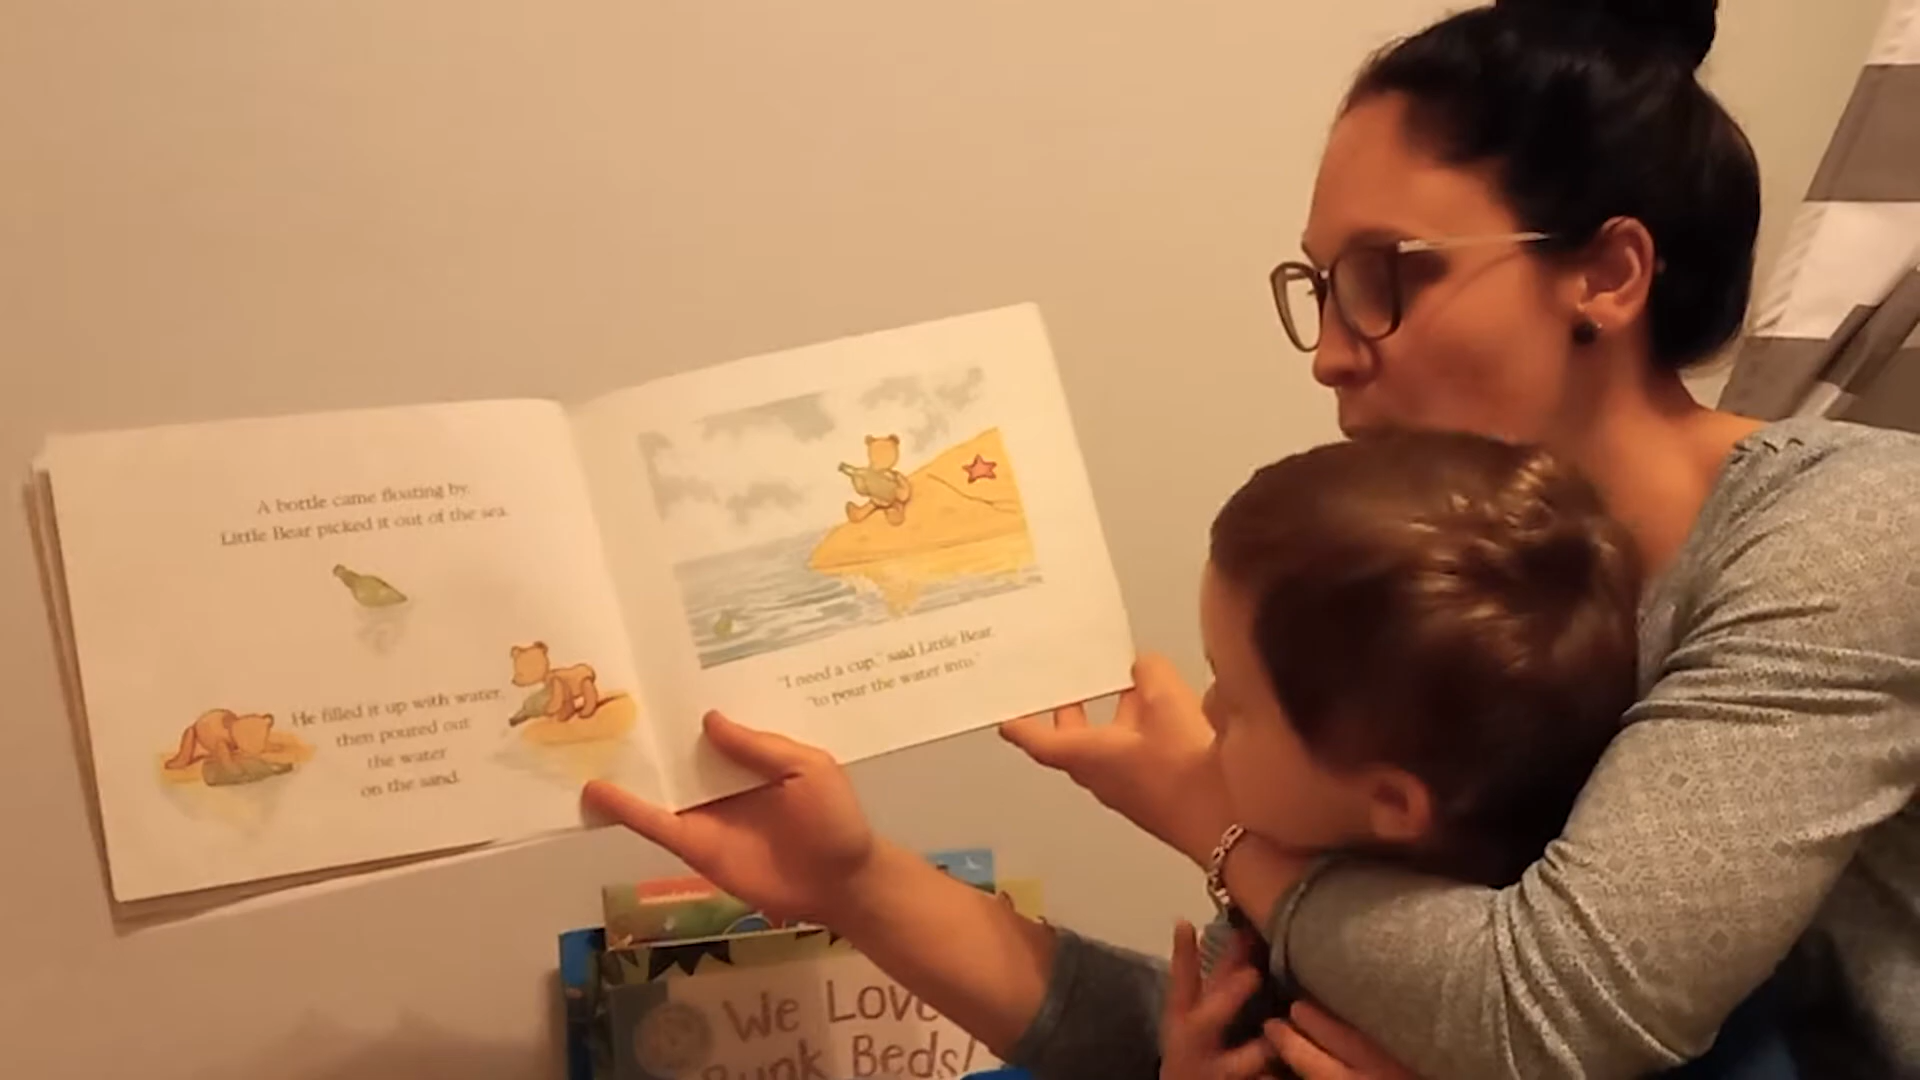 A bottle came floating by.
Little Bear picked it out of the sea.
He filled it up with water,
then poured out
the water
on the sand.
"I need a cup," said Little Bear,
"to pour the water into."
We Love
Bunk Beds!